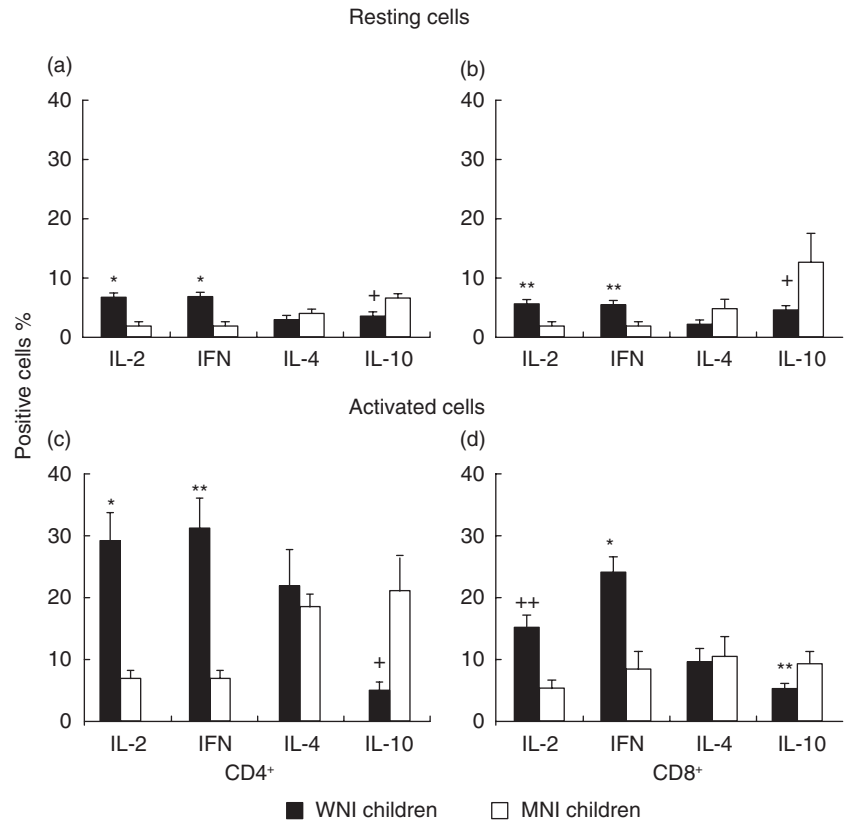 Resting cells
(a)
40
30
20
10
0
* * +
IL-2 IFN IL-4 IL-10
(b)
40
30
20
10
0
** ** +
IL-2 IFN IL-4 IL-10
Positive cells %
Activated cells
(c)
40
30
20
10
0
* ** +
IL-2 IFN IL-4 IL-10
CD4⁺
(d)
40
30
20
10
0
++ * **
IL-2 IFN IL-4 IL-10
CD8⁺
WNI children MNI children